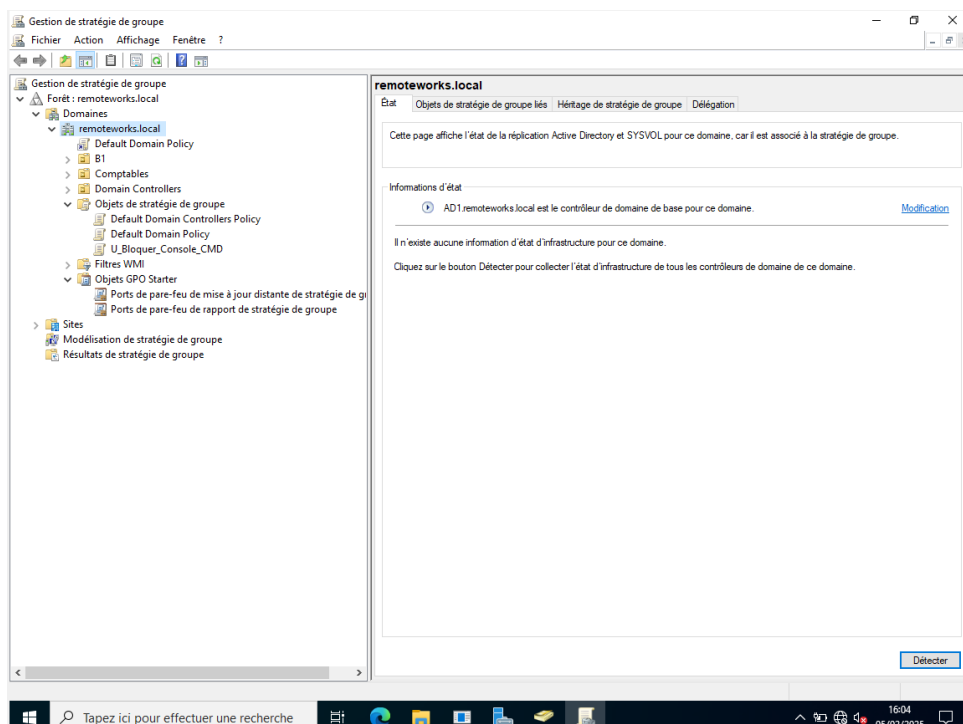 Gestion de stratégie de groupe
Fichier Action Affichage Fenêtre ?
Gestion de stratégie de groupe
Forêt : remoteworks.local
Domaines
remoteworks.local
Default Domain Policy
B1
Comptables
Domain Controllers
Objets de stratégie de groupe
Default Domain Controllers Policy
Default Domain Policy
U_Bloquer_Console_CMD
Filtres WMI
Objets GPO Starter
Ports de pare-feu de mise à jour distante de stratégie de g
Ports de pare-feu de rapport de stratégie de groupe
Sites
Modélisation de stratégie de groupe
Résultats de stratégie de groupe
remoteworks.local
État Objets de stratégie de groupe liés Héritage de stratégie de groupe Délégation
Cette page affiche l'état de la réplication Active Directory et SYSVOL pour ce domaine, car il est associé à la stratégie de groupe.
Informations d'état
AD1.remoteworks.local est le contrôleur de domaine de base pour ce domaine. Modification
Il n'existe aucune information d'état d'infrastructure pour ce domaine.
Cliquez sur le bouton Détecter pour collecter l'état d'infrastructure de tous les contrôleurs de domaine de ce domaine.
Détecter
Tapez ici pour effectuer une recherche
16:04
05/02/2025